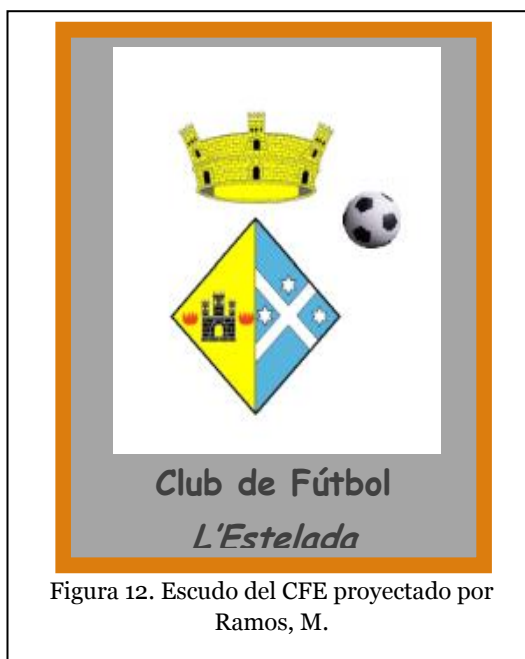 Club de Fútbol
L'Estelada
Figura 12. Escudo del CFE proyectado por
Ramos, M.